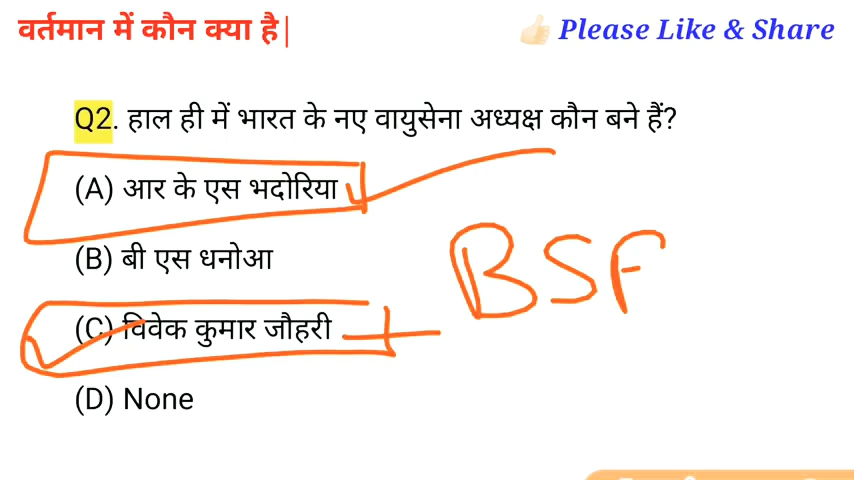 वर्तमान में कौन क्या है|
👍 Please Like & Share
Q2. हाल ही में भारत के नए वायुसेना अध्यक्ष कौन बने हैं?
(A) आर के एस भदोरिया
(B) बी एस धनोआ
BSF
(C) विवेक कुमार जौहरी
(D) None